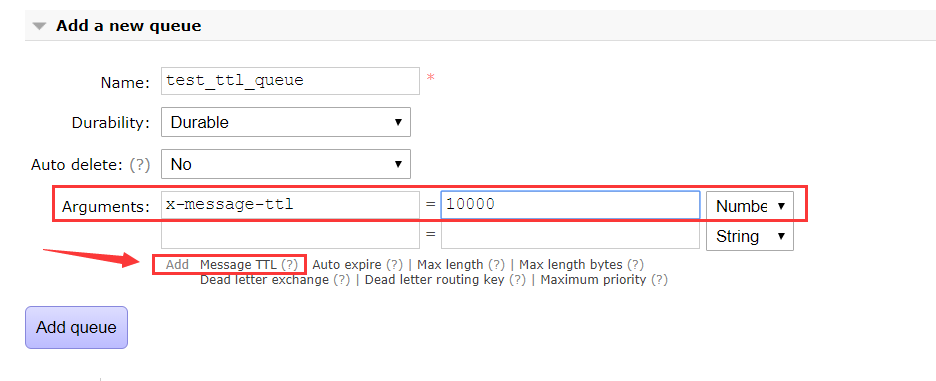 Add a new queue
Name: test_ttl_queue *
Durability: Durable
Auto delete: (?) No
Arguments: x-message-ttl = 10000 Numbe
= String
Add Message TTL (?) Auto expire (?) | Max length (?) | Max length bytes (?)
Dead letter exchange (?) | Dead letter routing key (?) | Maximum priority (?)
Add queue